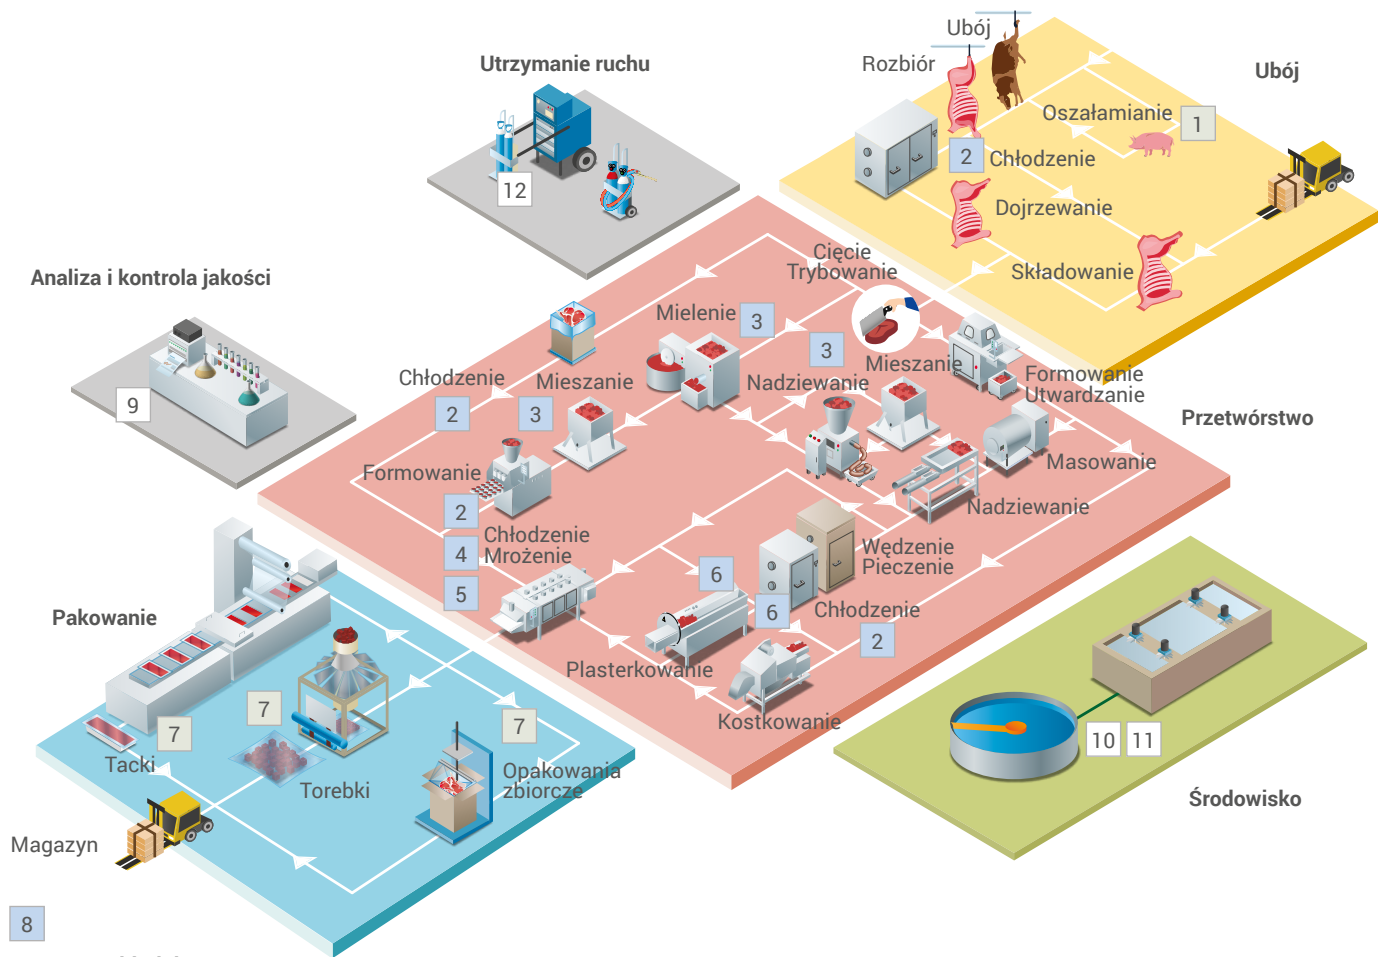 Ubój
Utrzymanie ruchu
Rozbiór
Ubój
Oszałamianie
1
2
Chłodzenie
12
Dojrzewanie
Cięcie
Trybowanie
Składowanie
Analiza i kontrola jakości
Mielenie
3
3
Mieszanie
Chłodzenie
Mieszanie
Nadziewanie
Formowanie
Utwardzanie
2
3
9
Przetwórstwo
Formowanie
Masowanie
2
Nadziewanie
Chłodzenie
Mrożenie
4
Wędzenie
Pieczenie
5
6
6
Chłodzenie
2
Pakowanie
Plasterkowanie
Kostkowanie
7
7
7
10
11
Tacki
Torebki
Opakowania
zbiorcze
Środowisko
Magazyn
8